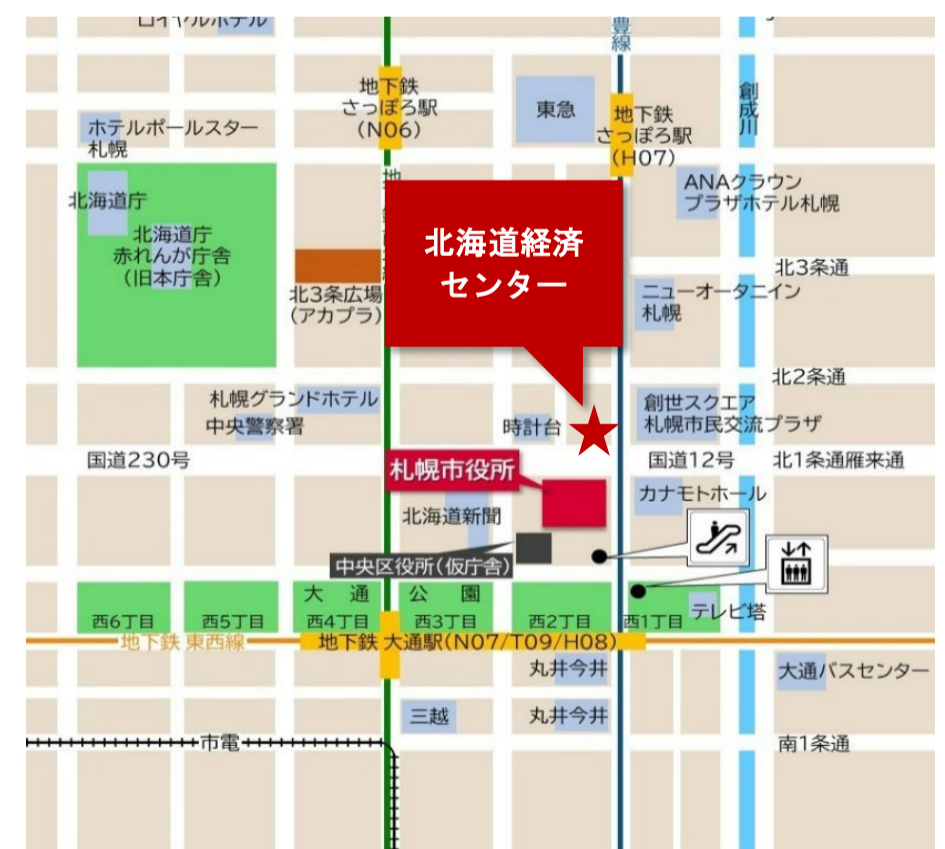 ロイヤルホテル
豊線
地下鉄
さっぽろ駅
(N06)
東急
地下鉄
さっぽろ駅
(H07)
創成川
ホテルポールスター
札幌
地
北海道庁
北海道庁
赤れんが庁舎
(旧本庁舎)
ANAクラウン
プラザホテル札幌
北海道経済
センター
北3条広場
(アカプラ)
北3条通
ニューオータニイン
札幌
北2条通
札幌グランドホテル
中央警察署
時計台
創世スクエア
札幌市民交流プラザ
国道230号
札幌市役所
国道12号
北1条通雁来通
カナモトホール
北海道新聞
中央区役所(仮庁舎)
大通
公園
西6丁目
西5丁目
西4丁目
西3丁目
西2丁目
西1丁目
テレビ塔
地下鉄 東西線
地下鉄 大通駅(N07/T09/H08)
丸井今井
大通バスセンター
三越
丸井今井
市電
南1条通